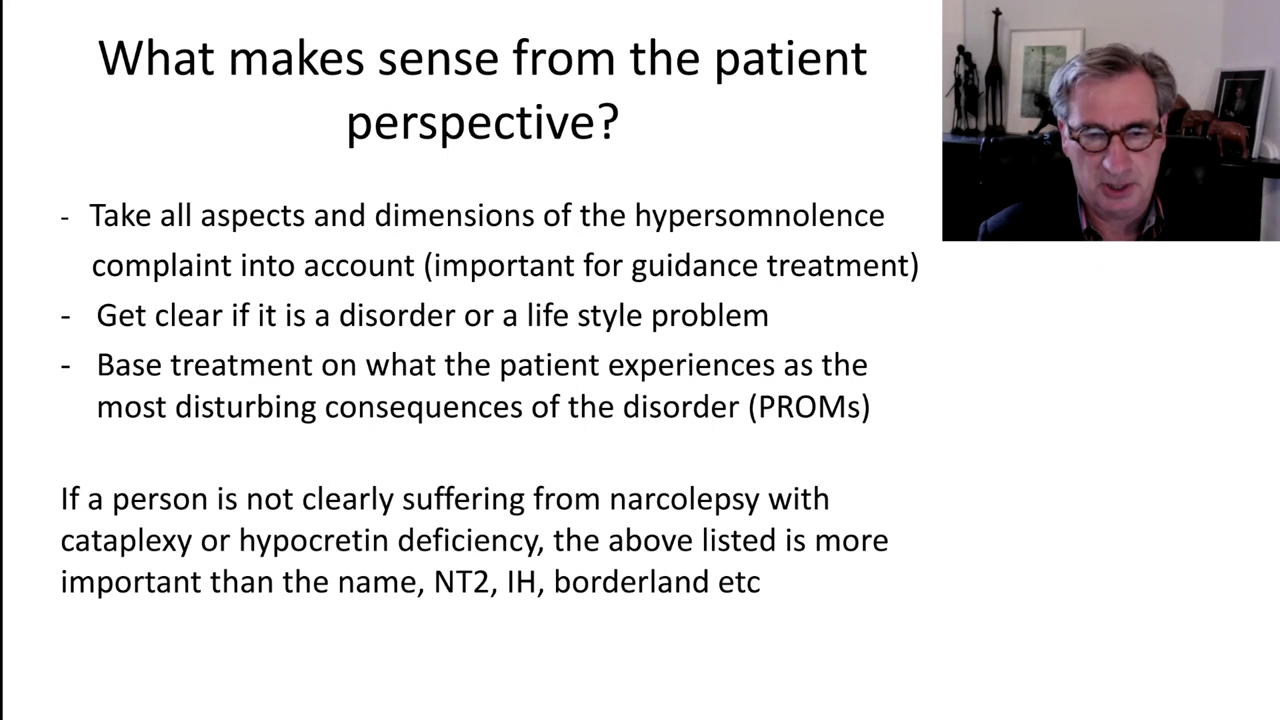 What makes sense from the patient
perspective?
- Take all aspects and dimensions of the hypersomnolence
complaint into account (important for guidance treatment)
- Get clear if it is a disorder or a life style problem
- Base treatment on what the patient experiences as the
most disturbing consequences of the disorder (PROMs)
If a person is not clearly suffering from narcolepsy with
cataplexy or hypocretin deficiency, the above listed is more
important than the name, NT2, IH, borderland etc